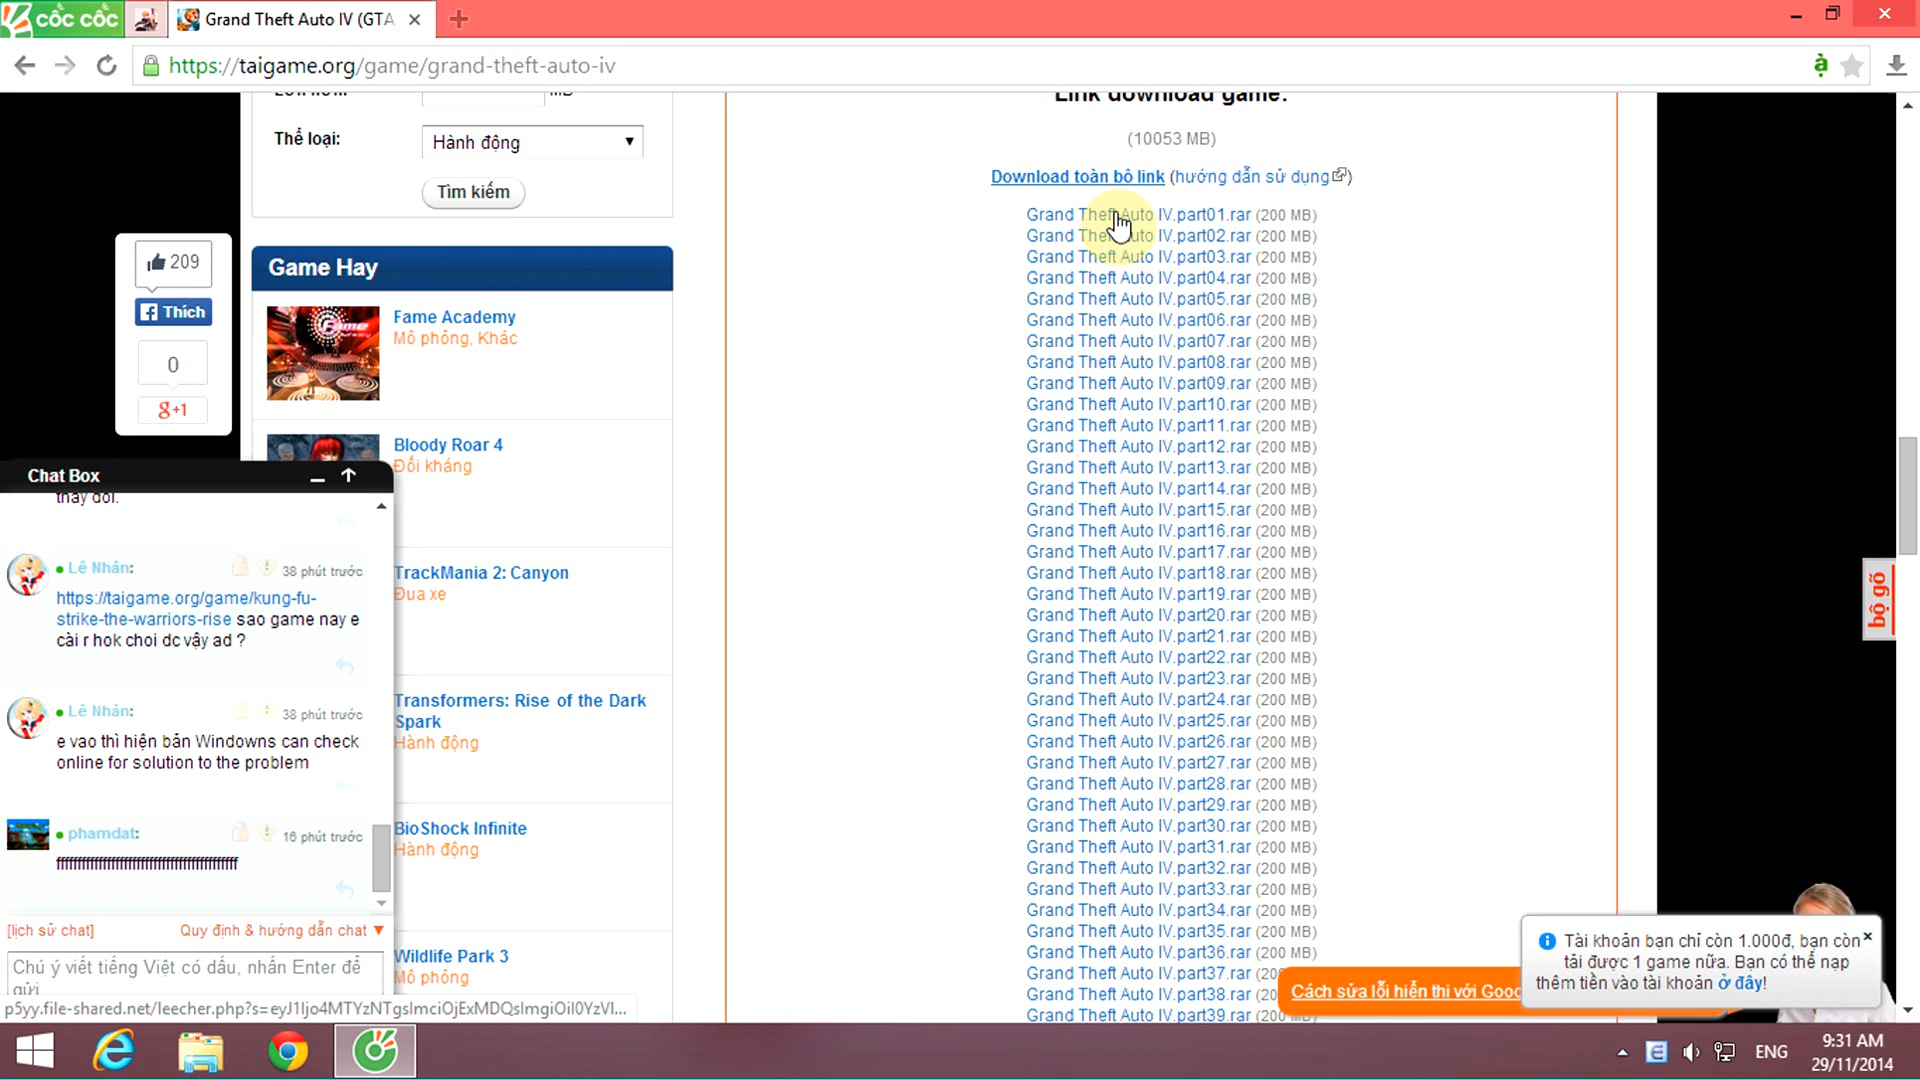 cốc cốc
Grand Theft Auto IV (GTA
https://taigame.org/game/grand-theft-auto-iv
MB
Thể loại:
Hành động
Tìm kiếm
209
Thích
0
g+1
Game Hay
Fame Academy
Mô phỏng, Khác
Bloody Roar 4
Đối kháng
TrackMania 2: Canyon
Đua xe
Transformers: Rise of the Dark
Spark
Hành động
BioShock Infinite
Hành động
Wildlife Park 3
Mô phỏng
Chat Box
thay đổi.
Lê Nhân:
38 phút trước
https://taigame.org/game/kung-fu-
strike-the-warriors-rise sao game nay e
cài r hok choi dc vậy ad ?
Lê Nhân:
38 phút trước
e vao thì hiện bản Windowns can check
online for solution to the problem
phamdat:
16 phút trước
[lịch sử chat]
Quy định & hướng dẫn chat ▼
Chú ý viết tiếng Việt có dấu, nhấn Enter để
gửi
Link download game:
(10053 MB)
Download toàn bộ link (hướng dẫn sử dụng)
Grand Theft Auto IV.part01.rar (200 MB)
Grand Theft Auto IV.part02.rar (200 MB)
Grand Theft Auto IV.part03.rar (200 MB)
Grand Theft Auto IV.part04.rar (200 MB)
Grand Theft Auto IV.part05.rar (200 MB)
Grand Theft Auto IV.part06.rar (200 MB)
Grand Theft Auto IV.part07.rar (200 MB)
Grand Theft Auto IV.part08.rar (200 MB)
Grand Theft Auto IV.part09.rar (200 MB)
Grand Theft Auto IV.part10.rar (200 MB)
Grand Theft Auto IV.part11.rar (200 MB)
Grand Theft Auto IV.part12.rar (200 MB)
Grand Theft Auto IV.part13.rar (200 MB)
Grand Theft Auto IV.part14.rar (200 MB)
Grand Theft Auto IV.part15.rar (200 MB)
Grand Theft Auto IV.part16.rar (200 MB)
Grand Theft Auto IV.part17.rar (200 MB)
Grand Theft Auto IV.part18.rar (200 MB)
Grand Theft Auto IV.part19.rar (200 MB)
Grand Theft Auto IV.part20.rar (200 MB)
Grand Theft Auto IV.part21.rar (200 MB)
Grand Theft Auto IV.part22.rar (200 MB)
Grand Theft Auto IV.part23.rar (200 MB)
Grand Theft Auto IV.part24.rar (200 MB)
Grand Theft Auto IV.part25.rar (200 MB)
Grand Theft Auto IV.part26.rar (200 MB)
Grand Theft Auto IV.part27.rar (200 MB)
Grand Theft Auto IV.part28.rar (200 MB)
Grand Theft Auto IV.part29.rar (200 MB)
Grand Theft Auto IV.part30.rar (200 MB)
Grand Theft Auto IV.part31.rar (200 MB)
Grand Theft Auto IV.part32.rar (200 MB)
Grand Theft Auto IV.part33.rar (200 MB)
Grand Theft Auto IV.part34.rar (200 MB)
Grand Theft Auto IV.part35.rar (200 MB)
Grand Theft Auto IV.part36.rar (200 MB)
Grand Theft Auto IV.part37.rar (20
Grand Theft Auto IV.part38.rar (20
Grand Theft Auto IV.part39.rar (20
bộ gõ
Cách sửa lỗi hiển thị với Goo
Tài khoản bạn chỉ còn 1.000đ, bạn còn
tải được 1 game nữa. Bạn có thể nạp
thêm tiền vào tài khoản ở đây!
ENG
9:31 AM
29/11/2014